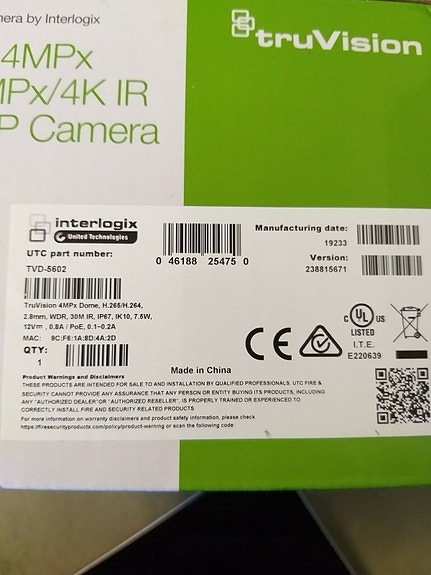 mera by Interlogix
truVision
4MPx
MPx/4K IR
P Camera
interlogix
United Technologies
UTC part number:
TVD-5602
0 46188 25475 0
Manufacturing date:
19233
Version:
238815671
TruVision 4MPx Dome, H.265/H.264,
2.8mm, WDR, 30M IR, IP67, IK10, 7.5W,
12V⎓, 0.8A / PoE, 0.1~0.2A
MAC: 8C:F6:1A:8D:4A:2D
QTY:
1
CE
C UL US
LISTED
I.T.E.
E220639
Made in China
Product Warnings and Disclaimers
THESE PRODUCTS ARE INTENDED FOR SALE TO AND INSTALLATION BY QUALIFIED PROFESSIONALS. UTC FIRE &
SECURITY CANNOT PROVIDE ANY ASSURANCE THAT ANY PERSON OR ENTITY BUYING ITS PRODUCTS, INCLUDING
ANY "AUTHORIZED DEALER" OR "AUTHORIZED RESELLER", IS PROPERLY TRAINED OR EXPERIENCED TO
CORRECTLY INSTALL FIRE AND SECURITY RELATED PRODUCTS
For more information on warranty disclaimers and product safety information, please check
https://firesecurityproducts.com/policy/product-warning or scan the following code: